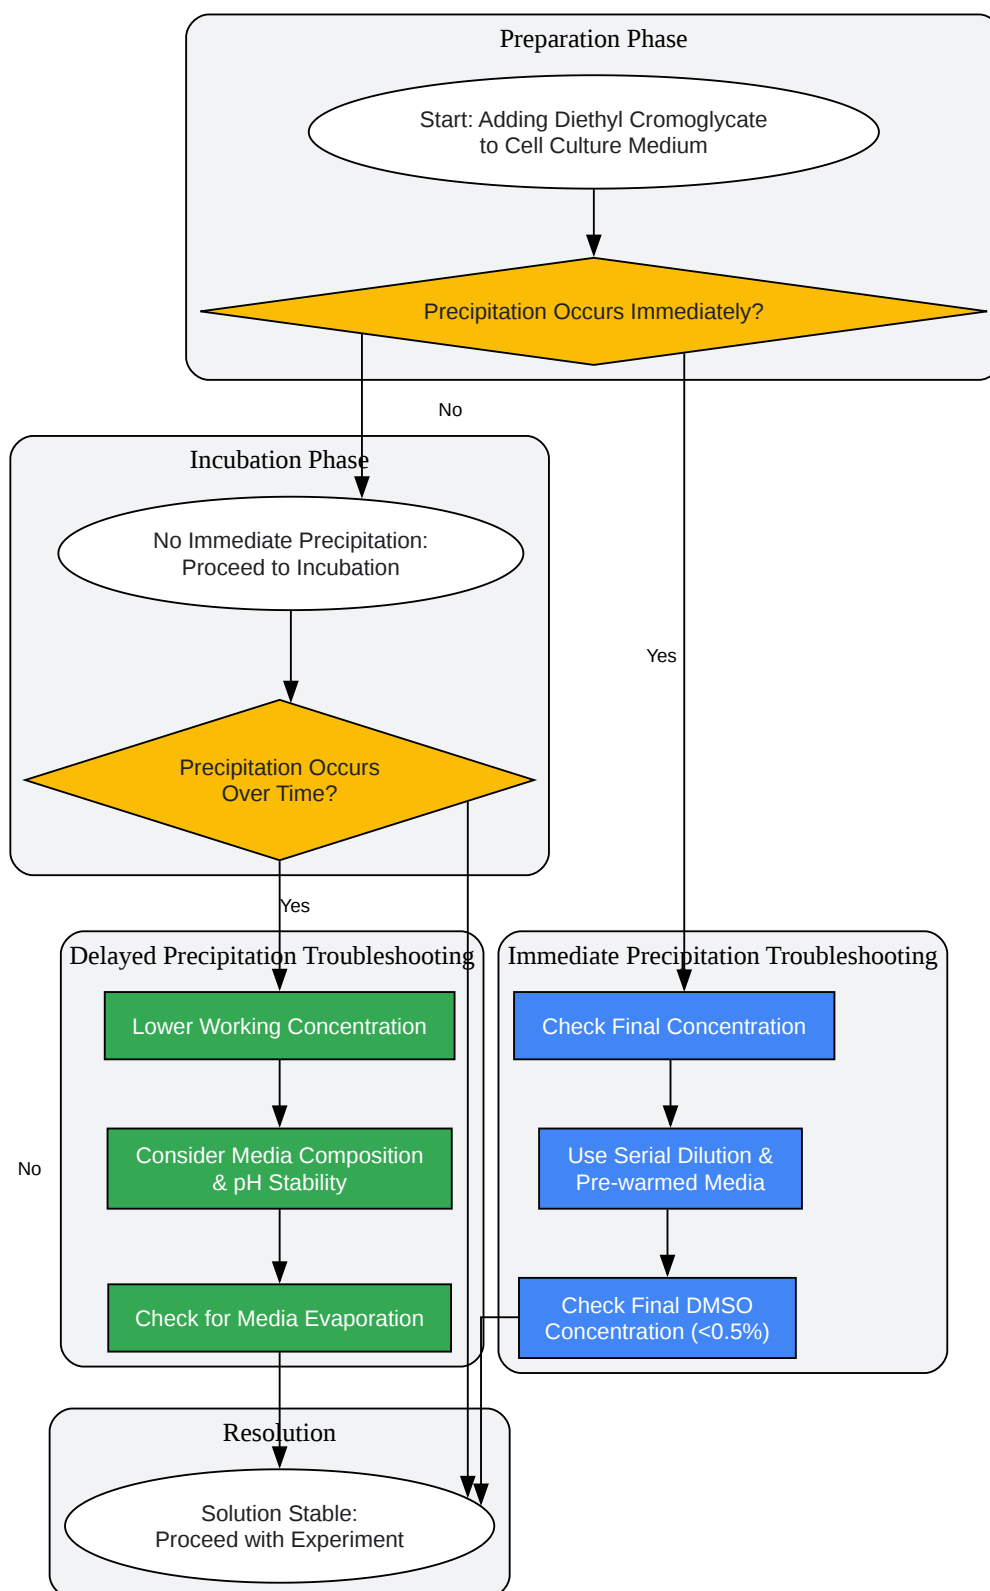 Preparation Phase
Start: Adding Diethyl Cromoglycate
to Cell Culture Medium
Precipitation Occurs Immediately?
No
Incubation Phase
No Immediate Precipitation:
Proceed to Incubation
Yes
Precipitation Occurs
Over Time?
Yes
Delayed Precipitation Troubleshooting
Immediate Precipitation Troubleshooting
Lower Working Concentration
Check Final Concentration
No
Consider Media Composition
& pH Stability
Use Serial Dilution &
Pre-warmed Media
Check for Media Evaporation
Check Final DMSO
Concentration (<0.5%)
Resolution
Solution Stable:
Proceed with Experiment